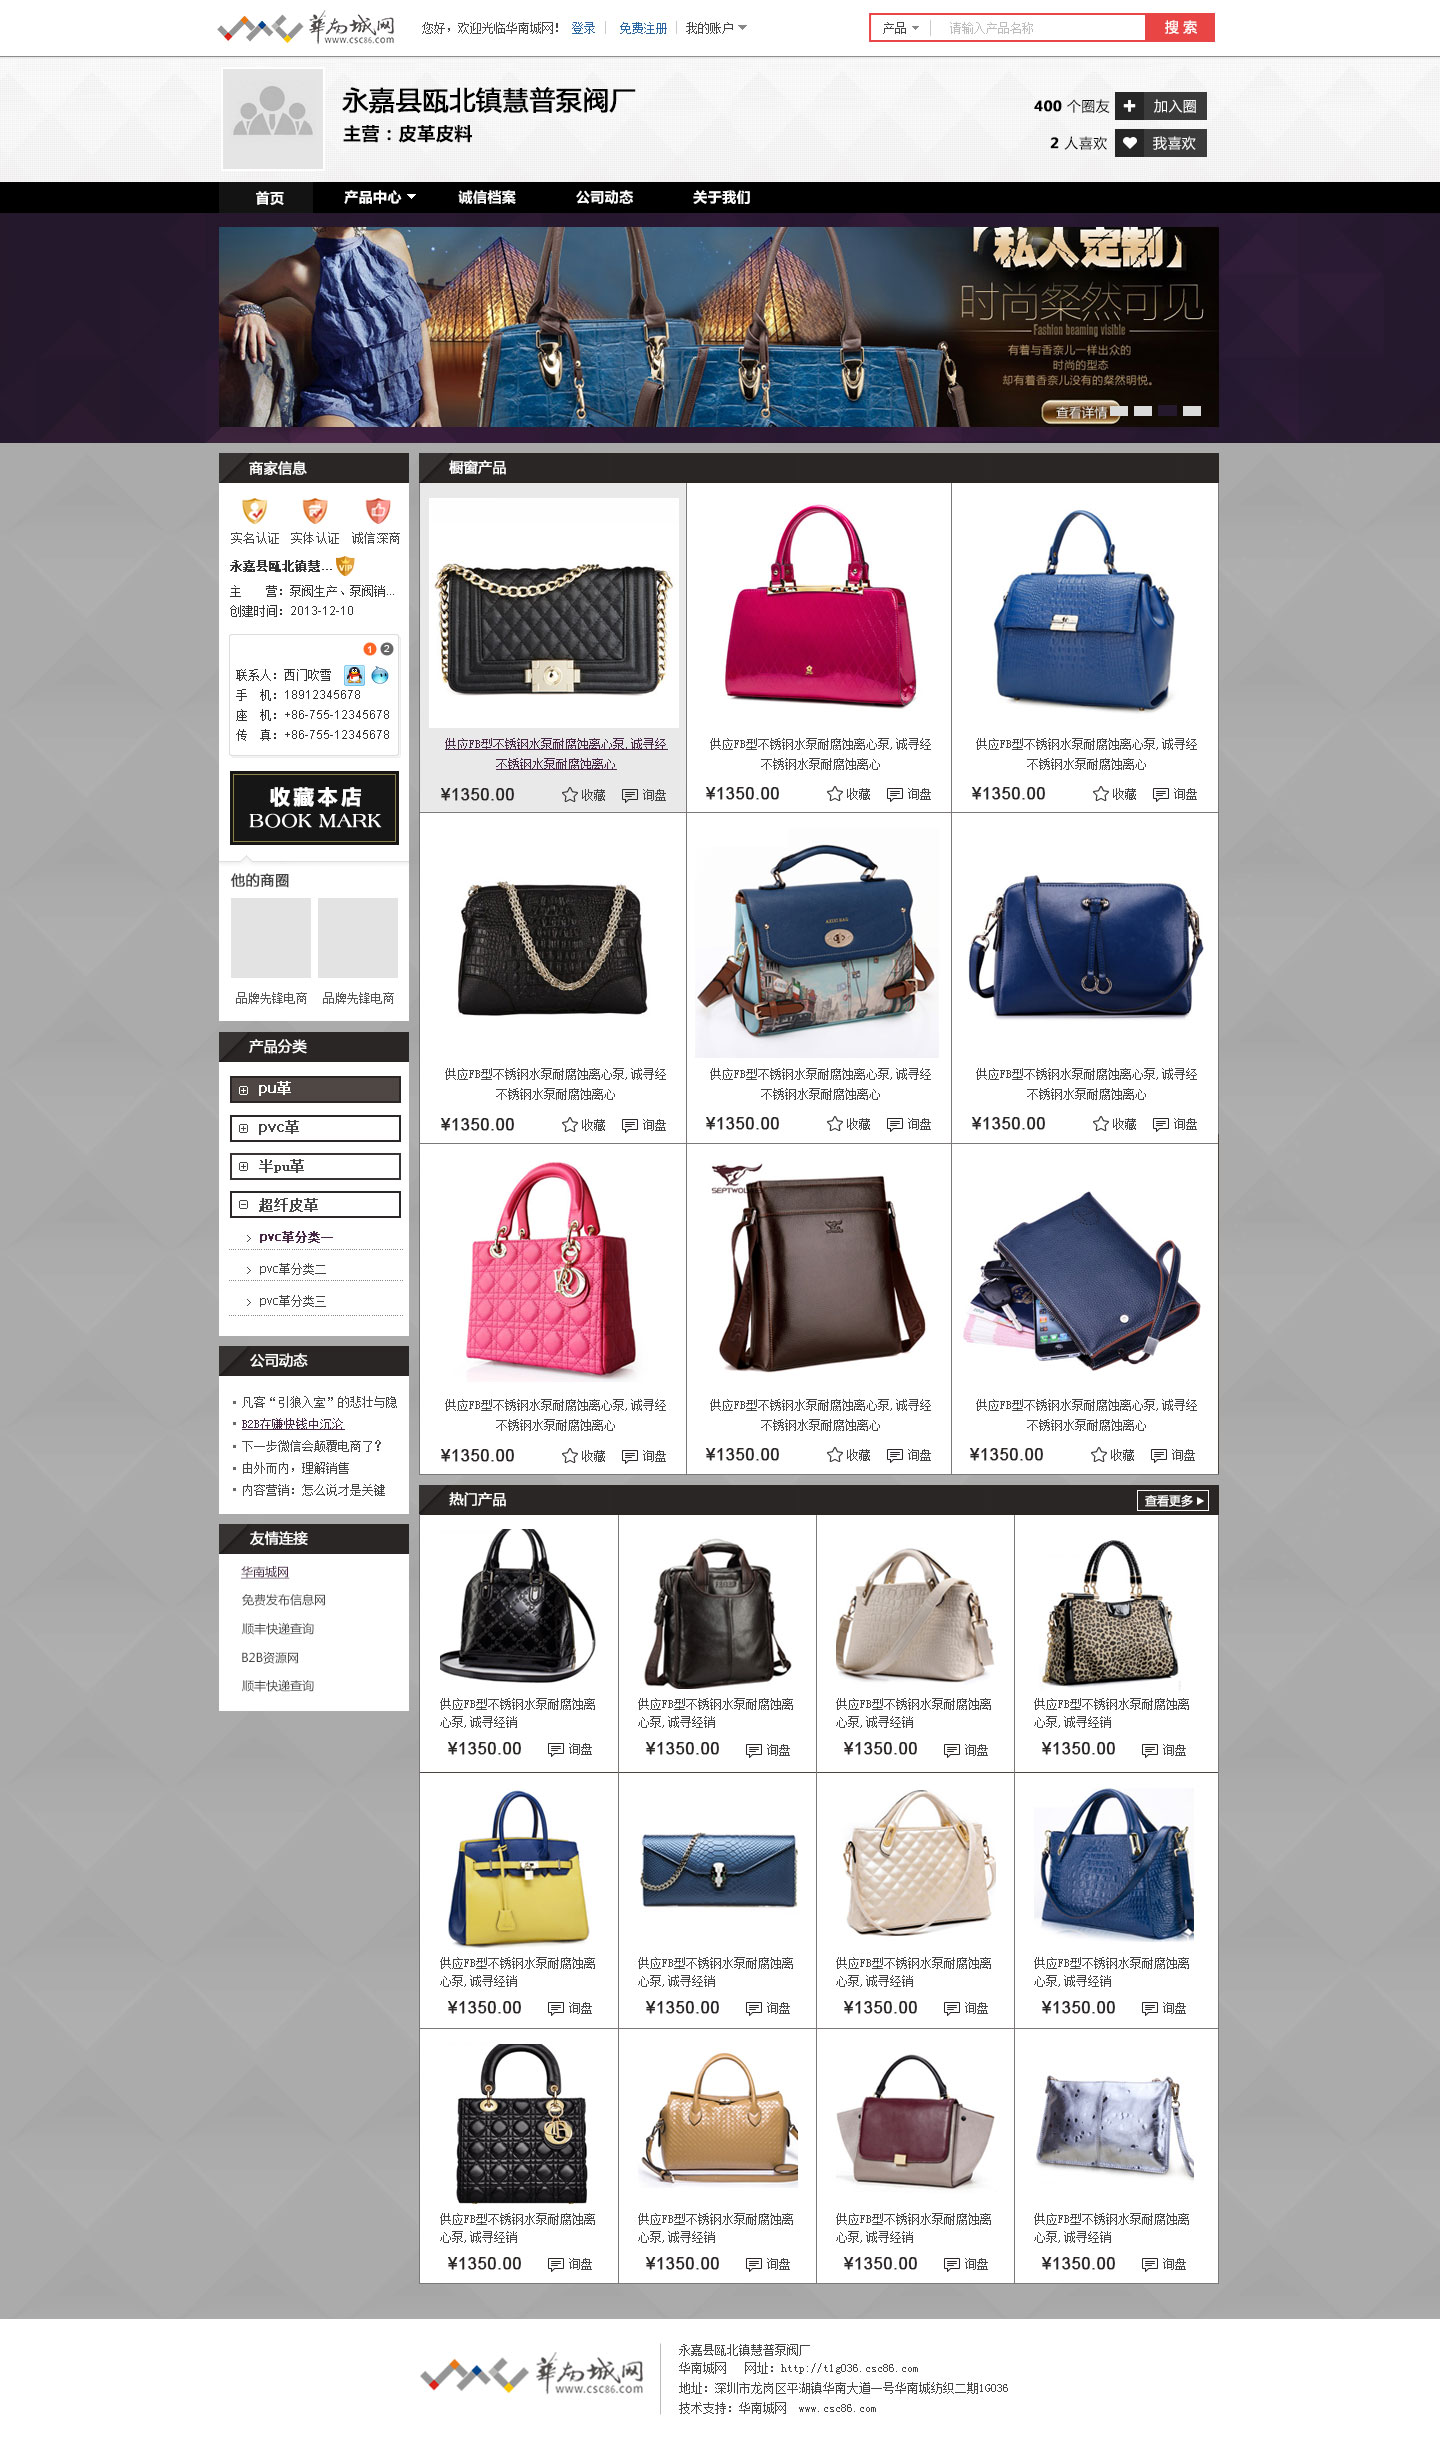 華南城网
www.csc86.com
您好，欢迎光临华南城网！ 登录 免费注册 我的账户
产品 请输入产品名称 搜 索
永嘉县瓯北镇慧普泵阀厂
主营：皮革皮料
400 个圈友 加入圈
2 人喜欢 我喜欢
首页 产品中心 诚信档案 公司动态 关于我们
「私人定制」
时尚粲然可见
Fashion beaming visible
有着与香奈儿一样出众的
时尚的型态
却有着香奈儿没有的粲然明悦。
查看详情
商家信息
实名认证 实体认证 诚信深商
永嘉县瓯北镇慧... VIP
主 营：泵阀生产、泵阀销...
创建时间：2013-12-10
1 2
联系人：西门吹雪
手 机：18912345678
座 机：+86-755-12345678
传 真：+86-755-12345678
收藏本店
BOOK MARK
他的商圈
品牌先锋电商 品牌先锋电商
产品分类
pu革
pvc革
半pu革
超纤皮革
pvc革分类一
pvc革分类二
pvc革分类三
公司动态
凡客“引狼入室”的悲壮与隐
B2B在赚快钱中沉沦
下一步微信会颠覆电商了？
由外而内，理解销售
内容营销：怎么说才是关键
友情连接
华南城网
免费发布信息网
顺丰快递查询
B2B资源网
顺丰快递查询
橱窗产品
供应FB型不锈钢水泵耐腐蚀离心泵,诚寻经 供应FB型不锈钢水泵耐腐蚀离心泵,诚寻经 供应FB型不锈钢水泵耐腐蚀离心泵,诚寻经
不锈钢水泵耐腐蚀离心 不锈钢水泵耐腐蚀离心 不锈钢水泵耐腐蚀离心
¥1350.00 收藏 询盘 ¥1350.00 收藏 询盘 ¥1350.00 收藏 询盘
AXIXI BAG
供应FB型不锈钢水泵耐腐蚀离心泵,诚寻经 供应FB型不锈钢水泵耐腐蚀离心泵,诚寻经 供应FB型不锈钢水泵耐腐蚀离心泵,诚寻经
不锈钢水泵耐腐蚀离心 不锈钢水泵耐腐蚀离心 不锈钢水泵耐腐蚀离心
¥1350.00 收藏 询盘 ¥1350.00 收藏 询盘 ¥1350.00 收藏 询盘
SEPTWOL
供应FB型不锈钢水泵耐腐蚀离心泵,诚寻经 供应FB型不锈钢水泵耐腐蚀离心泵,诚寻经 供应FB型不锈钢水泵耐腐蚀离心泵,诚寻经
不锈钢水泵耐腐蚀离心 不锈钢水泵耐腐蚀离心 不锈钢水泵耐腐蚀离心
¥1350.00 收藏 询盘 ¥1350.00 收藏 询盘 ¥1350.00 收藏 询盘
热门产品 查看更多
供应FB型不锈钢水泵耐腐蚀离 供应FB型不锈钢水泵耐腐蚀离 供应FB型不锈钢水泵耐腐蚀离 供应FB型不锈钢水泵耐腐蚀离
心泵,诚寻经销 心泵,诚寻经销 心泵,诚寻经销 心泵,诚寻经销
¥1350.00 询盘 ¥1350.00 询盘 ¥1350.00 询盘 ¥1350.00 询盘
供应FB型不锈钢水泵耐腐蚀离 供应FB型不锈钢水泵耐腐蚀离 供应FB型不锈钢水泵耐腐蚀离 供应FB型不锈钢水泵耐腐蚀离
心泵,诚寻经销 心泵,诚寻经销 心泵,诚寻经销 心泵,诚寻经销
¥1350.00 询盘 ¥1350.00 询盘 ¥1350.00 询盘 ¥1350.00 询盘
供应FB型不锈钢水泵耐腐蚀离 供应FB型不锈钢水泵耐腐蚀离 供应FB型不锈钢水泵耐腐蚀离 供应FB型不锈钢水泵耐腐蚀离
心泵,诚寻经销 心泵,诚寻经销 心泵,诚寻经销 心泵,诚寻经销
¥1350.00 询盘 ¥1350.00 询盘 ¥1350.00 询盘 ¥1350.00 询盘
華南城网
www.csc86.com
永嘉县瓯北镇慧普泵阀厂
华南城网 网址：http://t1g036.csc86.com
地址：深圳市龙岗区平湖镇华南大道一号华南城纺织二期1G036
技术支持：华南城网 www.csc86.com